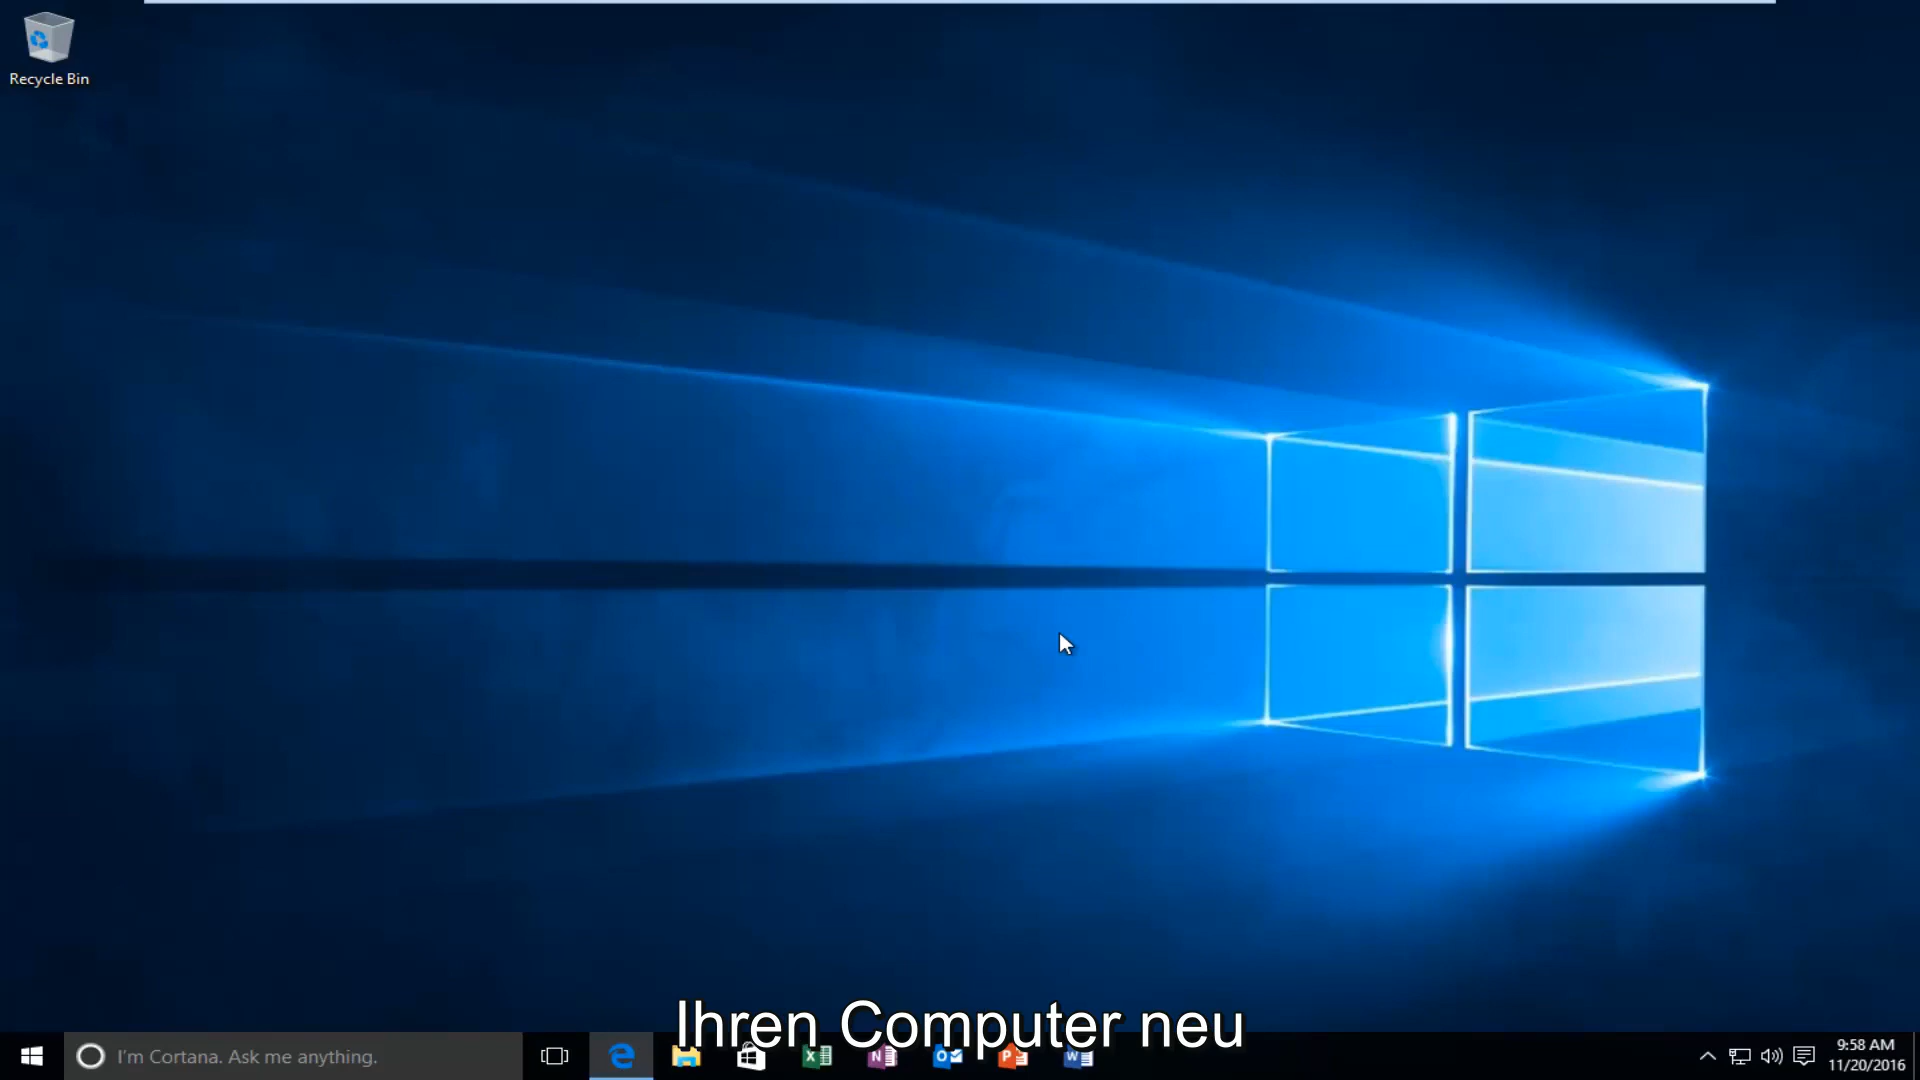 Recycle Bin
Ihren Computer neu
I'm Cortana. Ask me anything.
9:58 AM
11/20/2016